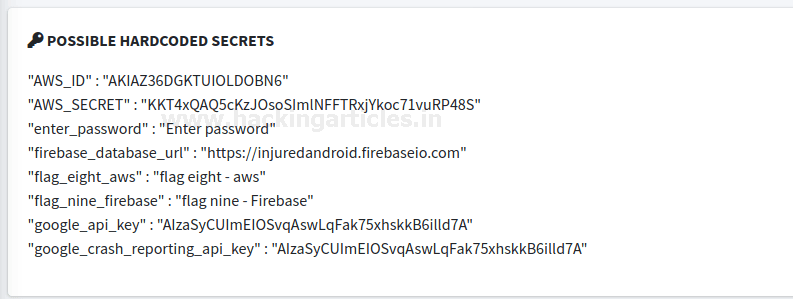 POSSIBLE HARDCODED SECRETS
"AWS_ID" : "AKIAZ36DGKTUIOLDOBN6"
"AWS_SECRET" : "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"
www.hackingarticles.in
"enter_password" : "Enter password"
"firebase_database_url" : "https://injuredandroid.firebaseio.com"
"flag_eight_aws" : "flag eight - aws"
"flag_nine_firebase" : "flag nine - Firebase"
"google_api_key" : "AIzaSyCUImEIOSvqAswLqFak75xhskkB6illd7A"
"google_crash_reporting_api_key" : "AIzaSyCUImEIOSvqAswLqFak75xhskkB6illd7A"